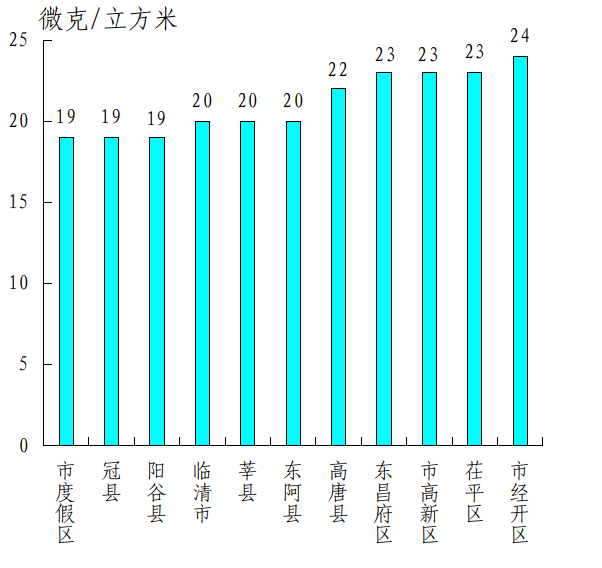 微克/立方米
25
20
15
10
5
0
19
19
19
20
20
20
22
23
23
23
24
市度假区
冠县
阳谷县
临清市
莘县
东阿县
高唐县
东昌府区
市高新区
茌平区
市经开区